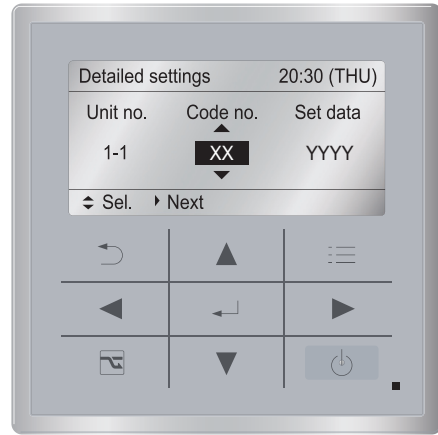 Detailed settings 20:30 (THU)
Unit no. Code no. Set data
1-1 XX YYYY
Sel. Next